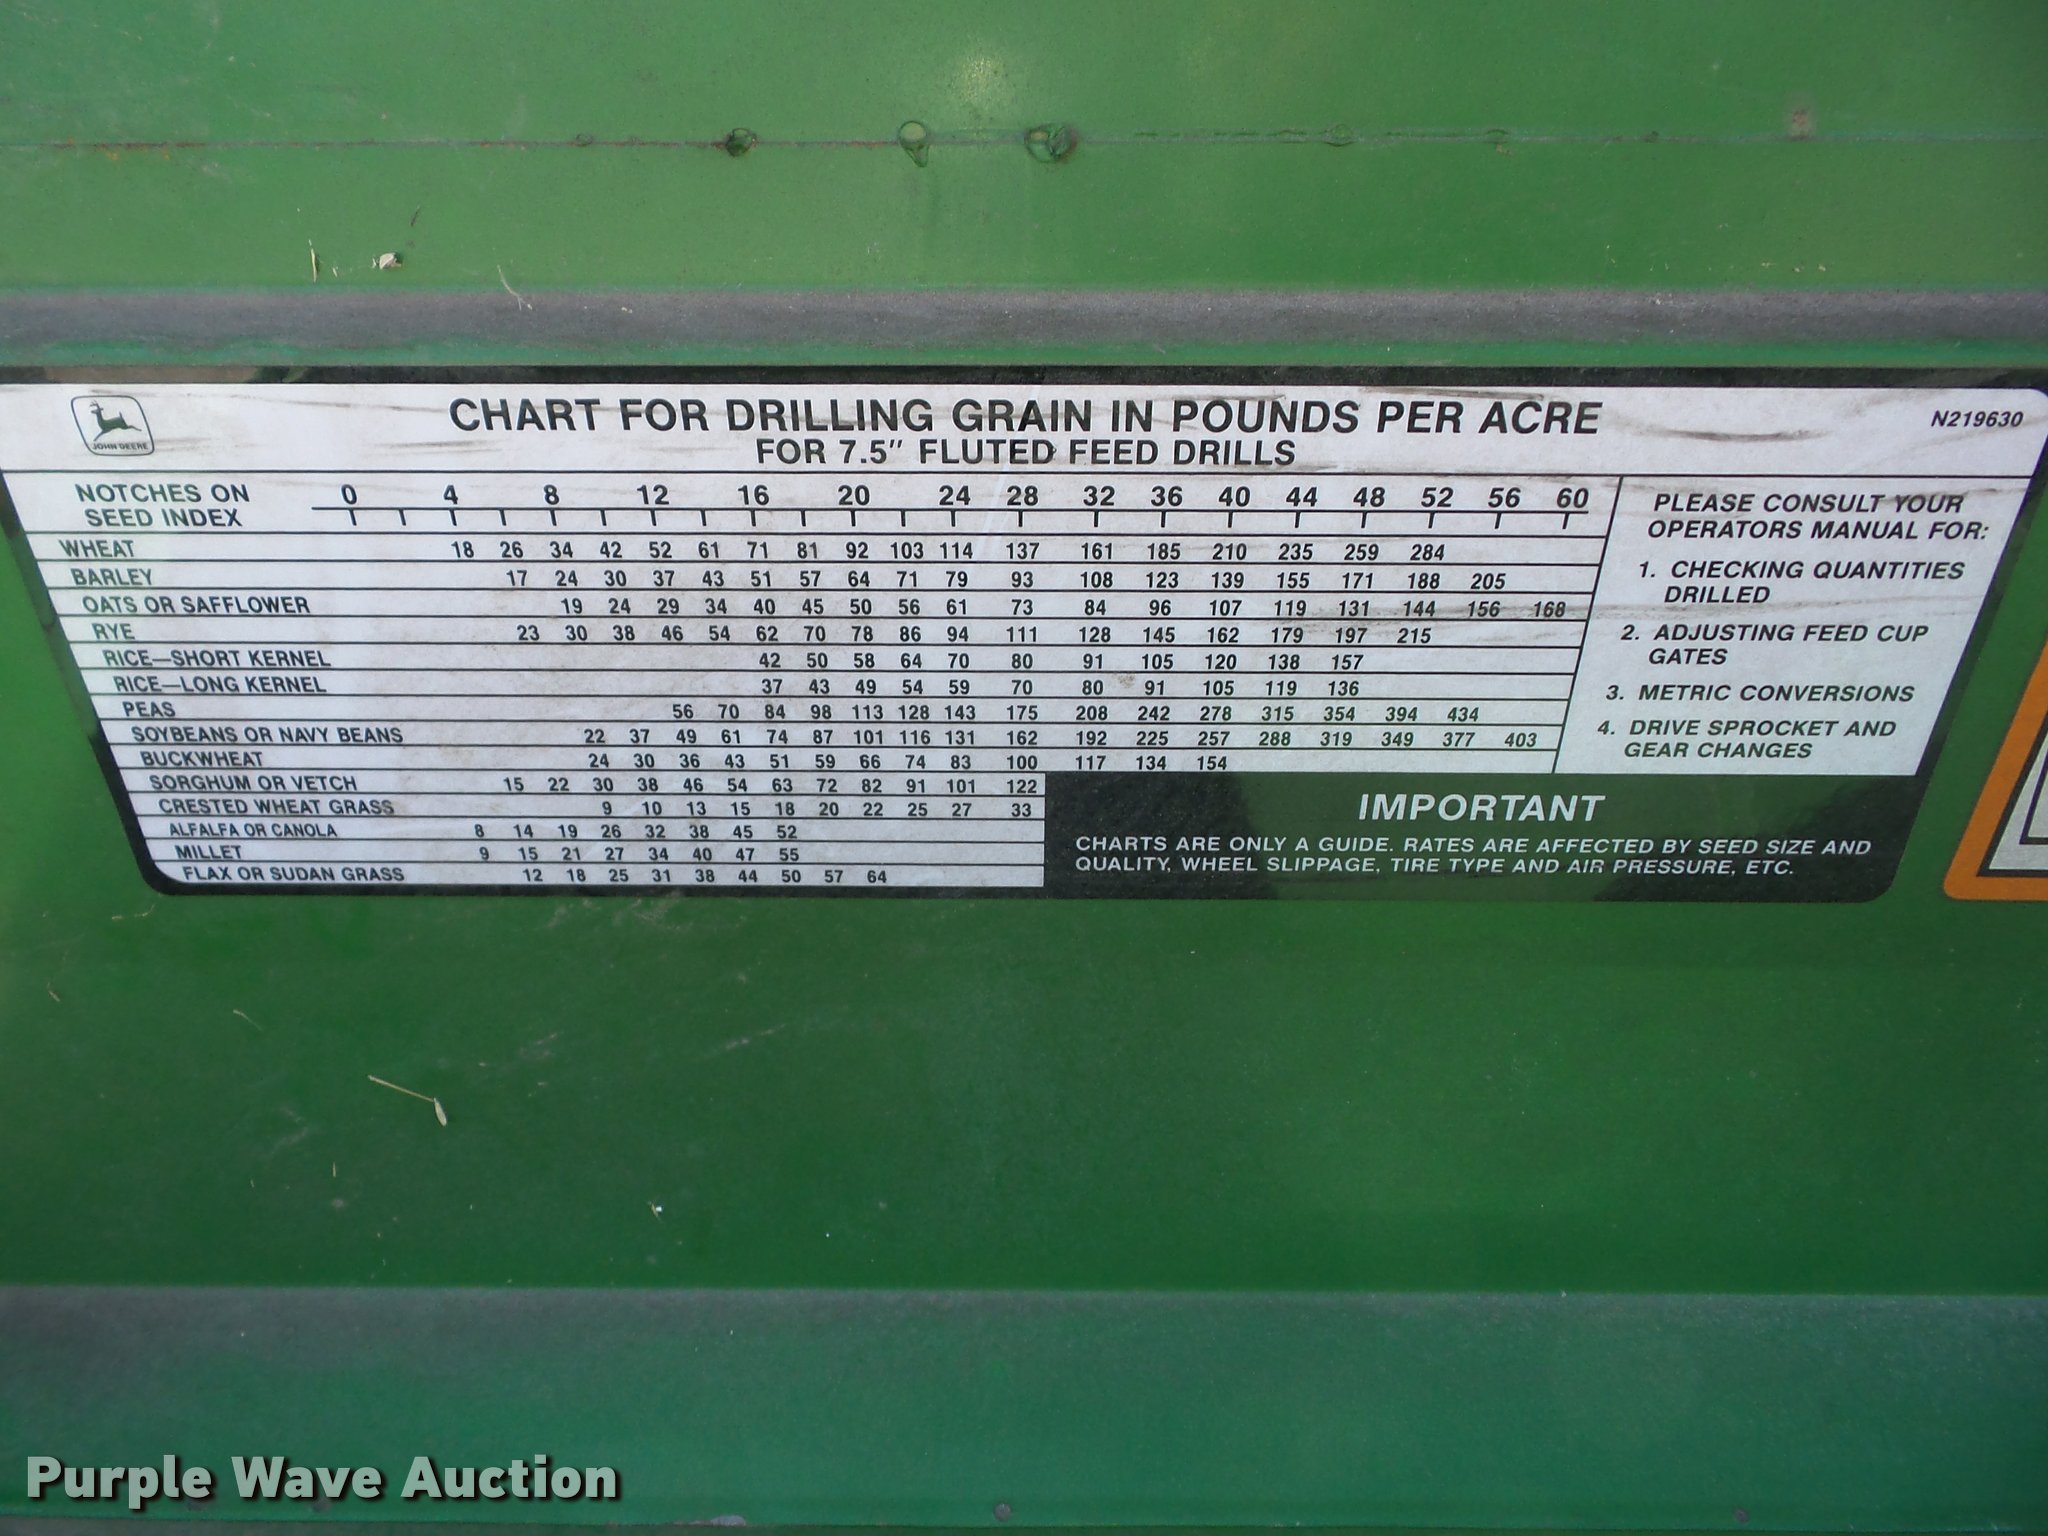 JOHN DEERE
CHART FOR DRILLING GRAIN IN POUNDS PER ACRE
N219630
FOR 7.5" FLUTED FEED DRILLS
NOTCHES ON
SEED INDEX
0 4 8 12 16 20 24 28 32 36 40 44 48 52 56 60
WHEAT 18 26 34 42 52 61 71 81 92 103 114 137 161 185 210 235 259 284
BARLEY 17 24 30 37 43 51 57 64 71 79 93 108 123 139 155 171 188 205
OATS OR SAFFLOWER 19 24 29 34 40 45 50 56 61 73 84 96 107 119 131 144 156 168
RYE 23 30 38 46 54 62 70 78 86 94 111 128 145 162 179 197 215
RICE—SHORT KERNEL 42 50 58 64 70 80 91 105 120 138 157
RICE—LONG KERNEL 37 43 49 54 59 70 80 91 105 119 136
PEAS 56 70 84 98 113 128 143 175 208 242 278 315 354 394 434
SOYBEANS OR NAVY BEANS 22 37 49 61 74 87 101 116 131 162 192 225 257 288 319 349 377 403
BUCKWHEAT 24 30 36 43 51 59 66 74 83 100 117 134 154
SORGHUM OR VETCH 15 22 30 38 46 54 63 72 82 91 101 122
CRESTED WHEAT GRASS 9 10 13 15 18 20 22 25 27 33
ALFALFA OR CANOLA 8 14 19 26 32 38 45 52
MILLET 9 15 21 27 34 40 47 55
FLAX OR SUDAN GRASS 12 18 25 31 38 44 50 57 64
PLEASE CONSULT YOUR
OPERATORS MANUAL FOR:
1. CHECKING QUANTITIES
DRILLED
2. ADJUSTING FEED CUP
GATES
3. METRIC CONVERSIONS
4. DRIVE SPROCKET AND
GEAR CHANGES
IMPORTANT
CHARTS ARE ONLY A GUIDE. RATES ARE AFFECTED BY SEED SIZE AND
QUALITY, WHEEL SLIPPAGE, TIRE TYPE AND AIR PRESSURE, ETC.
Purple Wave Auction